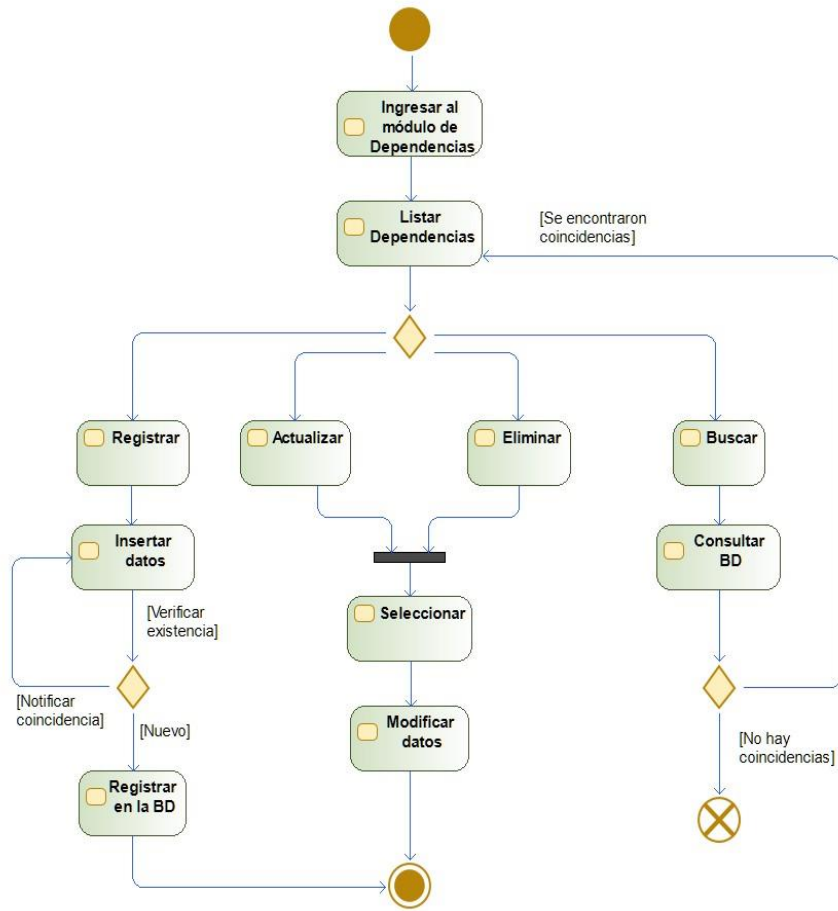 Ingresar al
módulo de
Dependencias
Listar
Dependencias
[Se encontraron
coincidencias]
Registrar
Actualizar
Eliminar
Buscar
Insertar
datos
Consultar
BD
[Verificar
existencia]
Seleccionar
[Notificar
coincidencia]
[Nuevo]
Modificar
datos
[No hay
coincidencias]
Registrar
en la BD